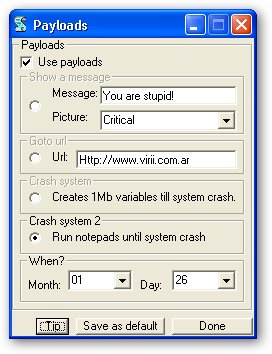 Payloads
Payloads
Use payloads
Show a message
Message: You are stupid!
Picture: Critical
Goto url
Url: Http://www.virii.com.ar
Crash system
Creates 1Mb variables till system crash.
Crash system 2
Run notepads until system crash
When?
Month: 01 Day: 26
Tip Save as default Done